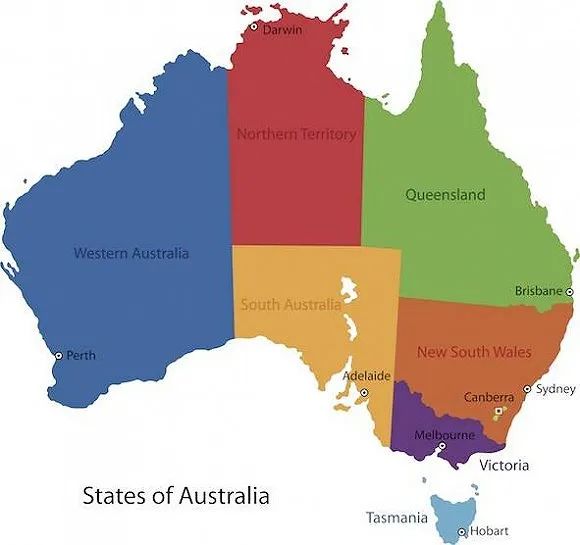 Darwin
Northern Territory
Queensland
Western Australia
Brisbane
South Australia
New South Wales
Perth
Adelaide
Sydney
Canberra
Melbourne
Victoria
States of Australia
Tasmania
Hobart